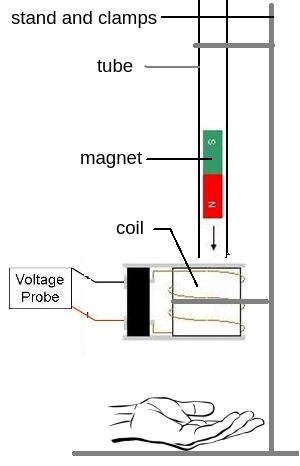 stand and clamps
tube
S
magnet
N
coil
Voltage
Probe